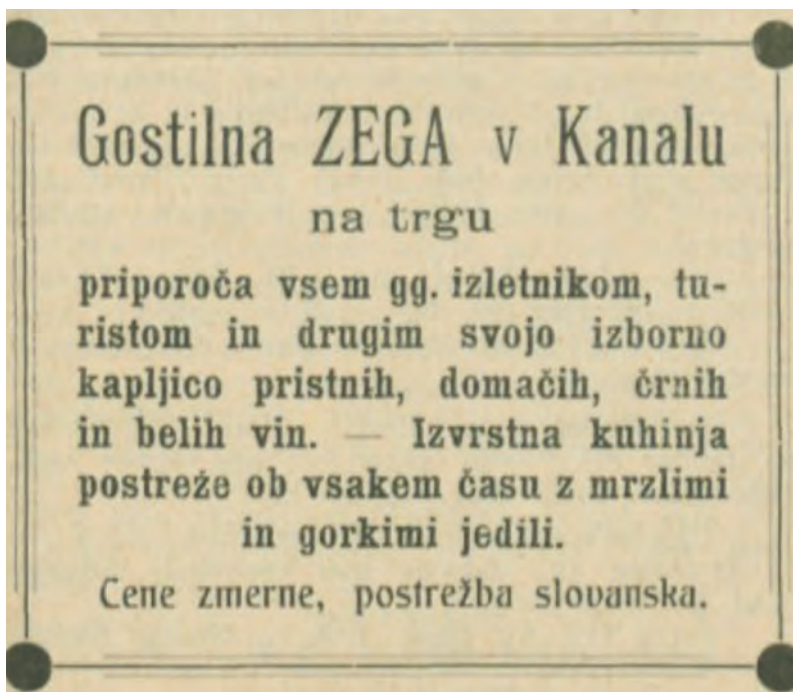 Gostilna ZEGA v Kanalu
na trgu
priporoča vsem gg. izletnikom, tu-
ristom in drugim svojo izborno
kapljico pristnih, domačih, črnih
in belih vin. — Izvrstna kuhinja
postreže ob vsakem času z mrzlimi
in gorkimi jedili.
Cene zmerne, postrežba slovanska.